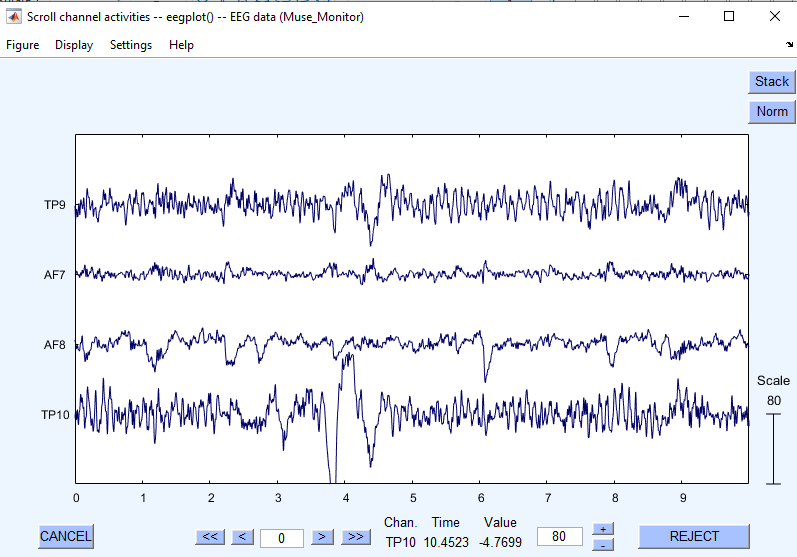 Scroll channel activities -- eegplot() -- EEG data (Muse_Monitor)
Figure Display Settings Help
Stack
Norm
TP9
AF7
AF8
TP10
Scale
80
0 1 2 3 4 5 6 7 8 9
Chan. Time Value
CANCEL << < 0 > >> TP10 10.4523 -4.7699 80 + - REJECT